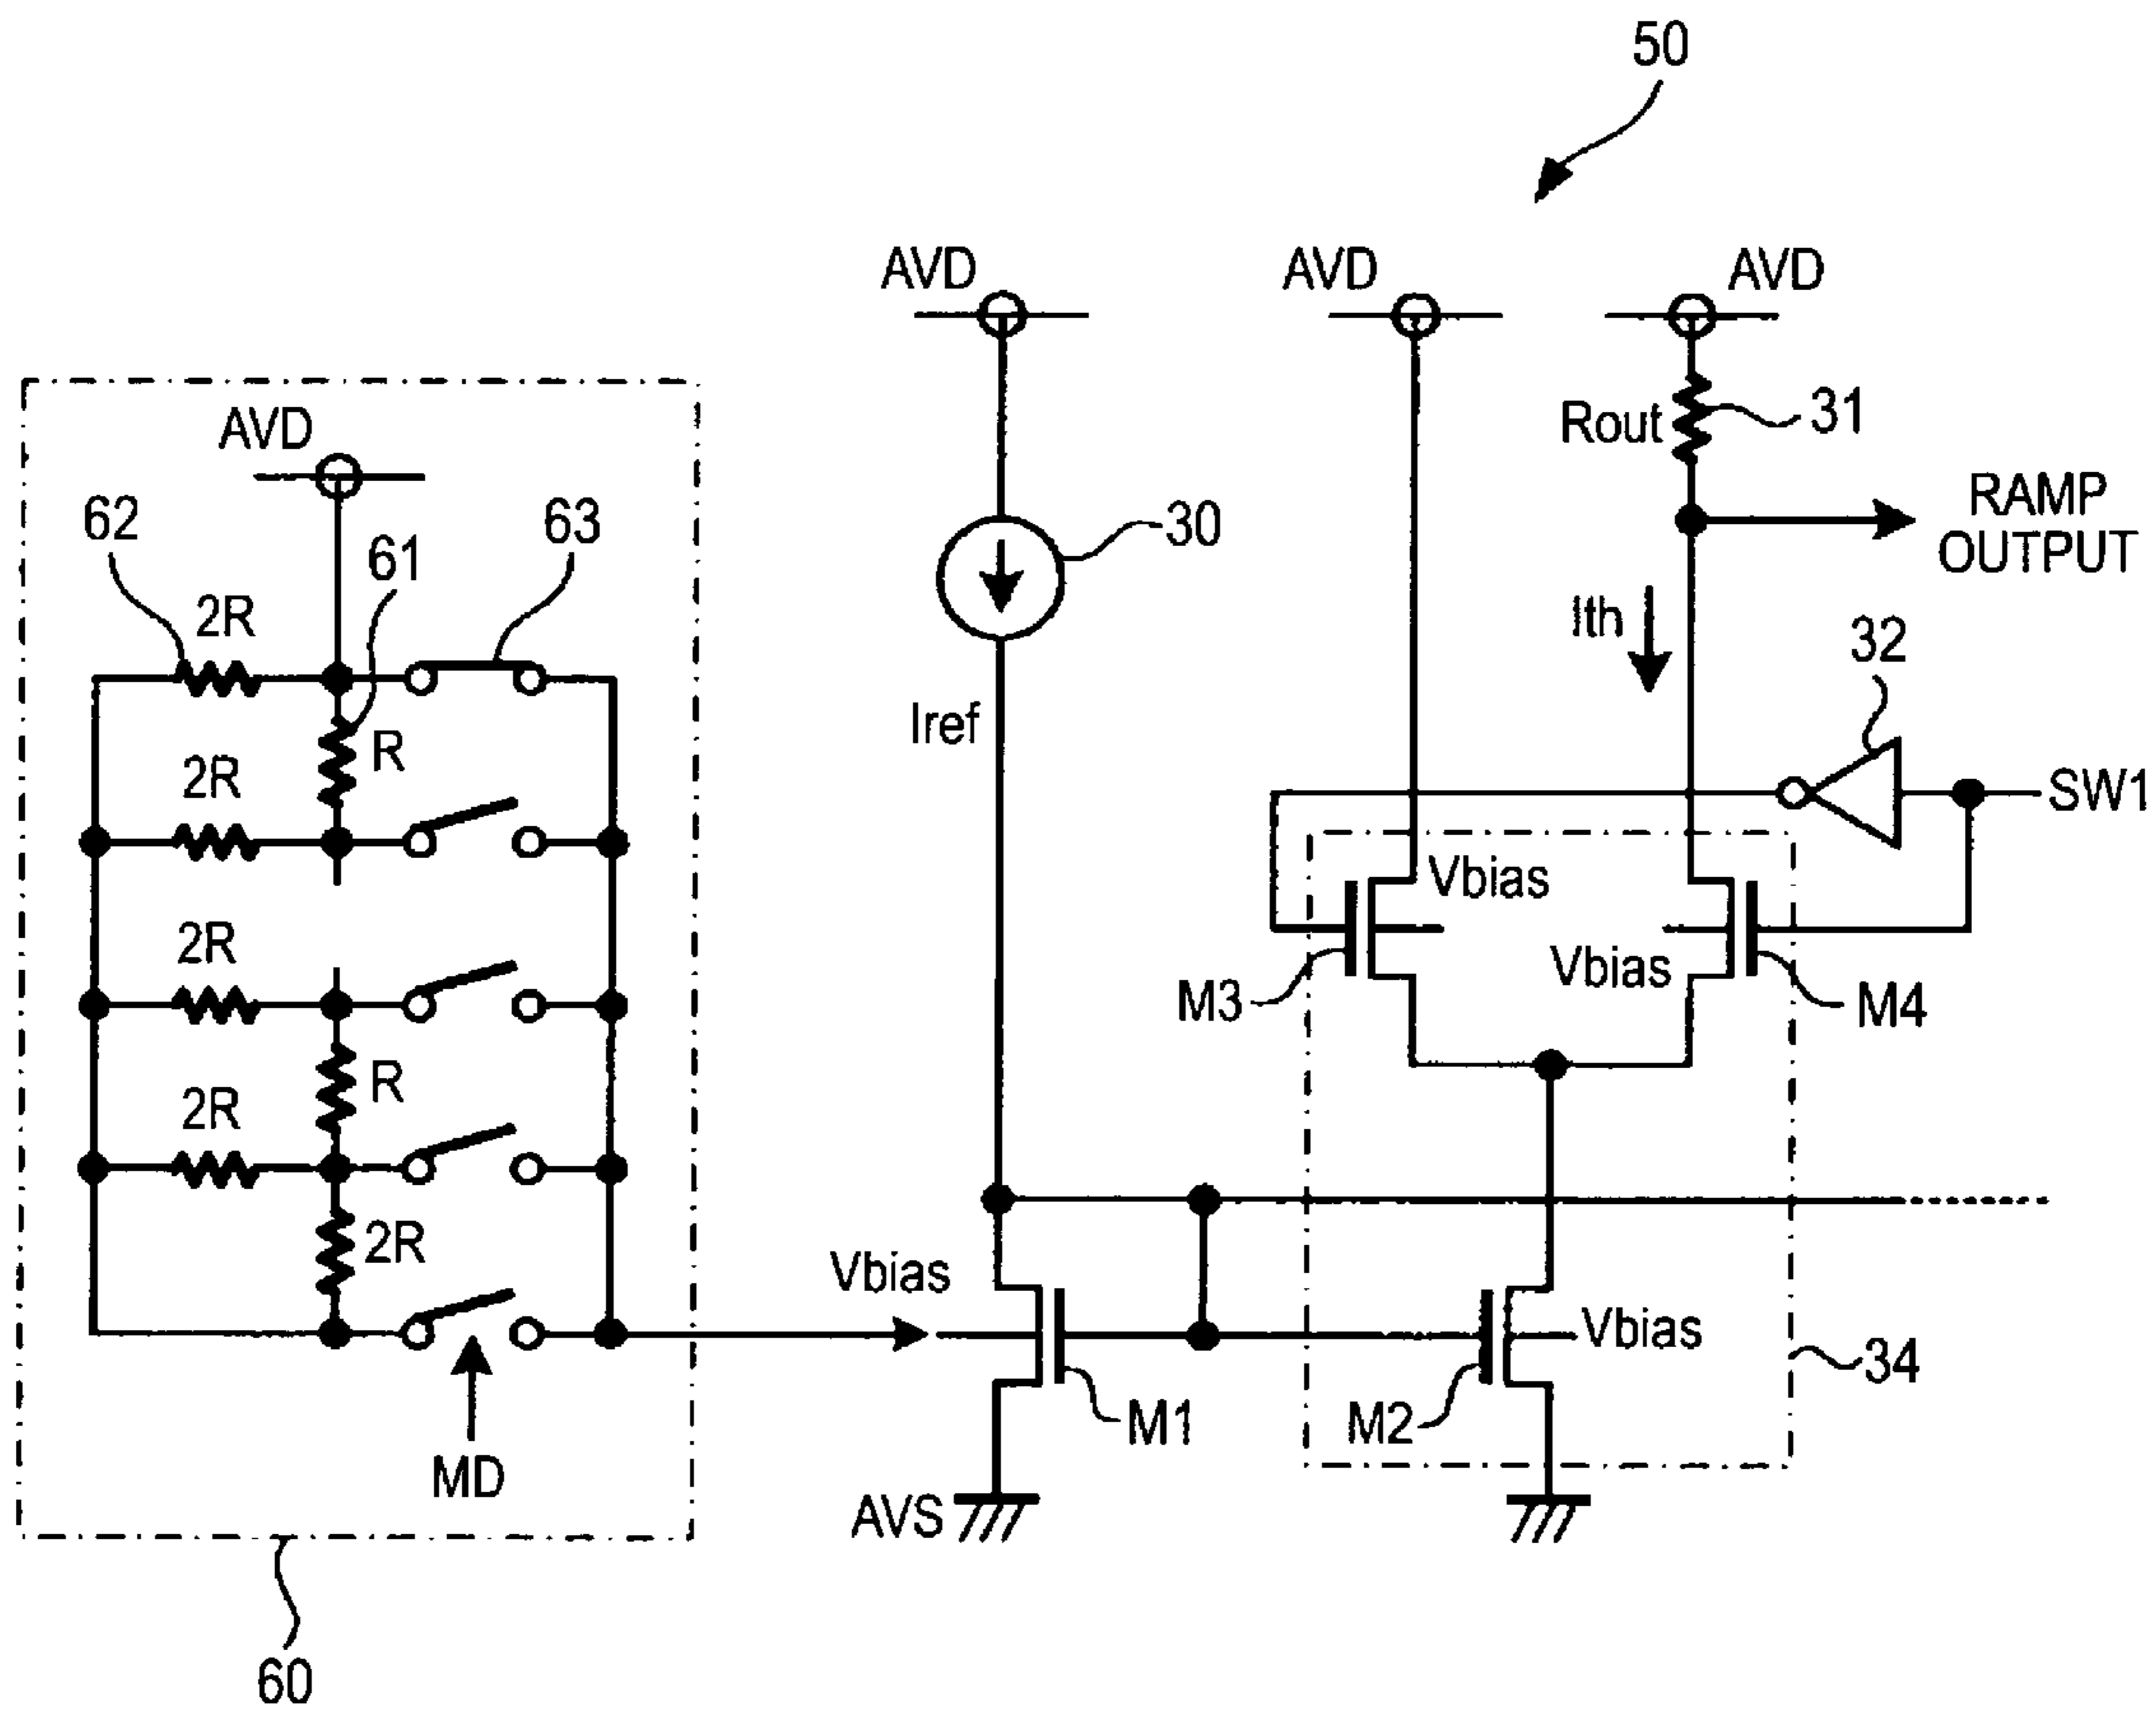 50
AVD
AVD
AVD
AVD
Rout
31
62
61
63
30
RAMP
OUTPUT
2R
Ith
32
Iref
R
2R
SW1
Vbias
2R
Vbias
M3
M4
R
2R
2R
Vbias
Vbias
34
M1
M2
MD
AVS
60